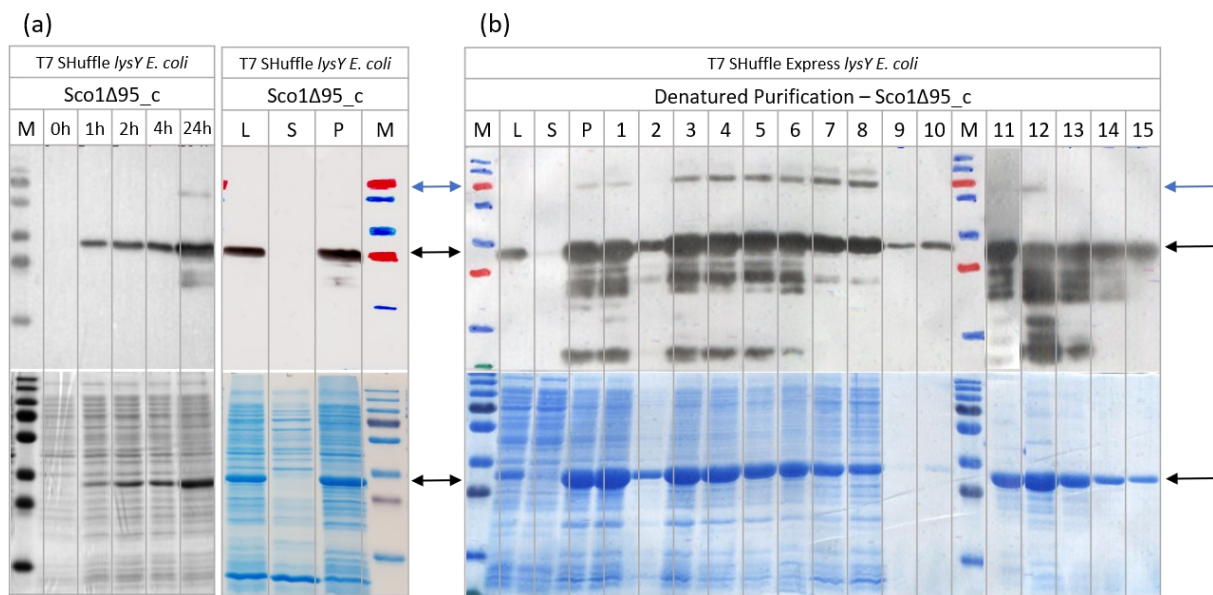 (a)
T7 SHuffle lysY E. coli
Sco1Δ95_c
M 0h 1h 2h 4h 24h
T7 SHuffle lysY E. coli
Sco1Δ95_c
L S P M
(b)
T7 SHuffle Express lysY E. coli
Denatured Purification – Sco1Δ95_c
M L S P 1 2 3 4 5 6 7 8 9 10 M 11 12 13 14 15